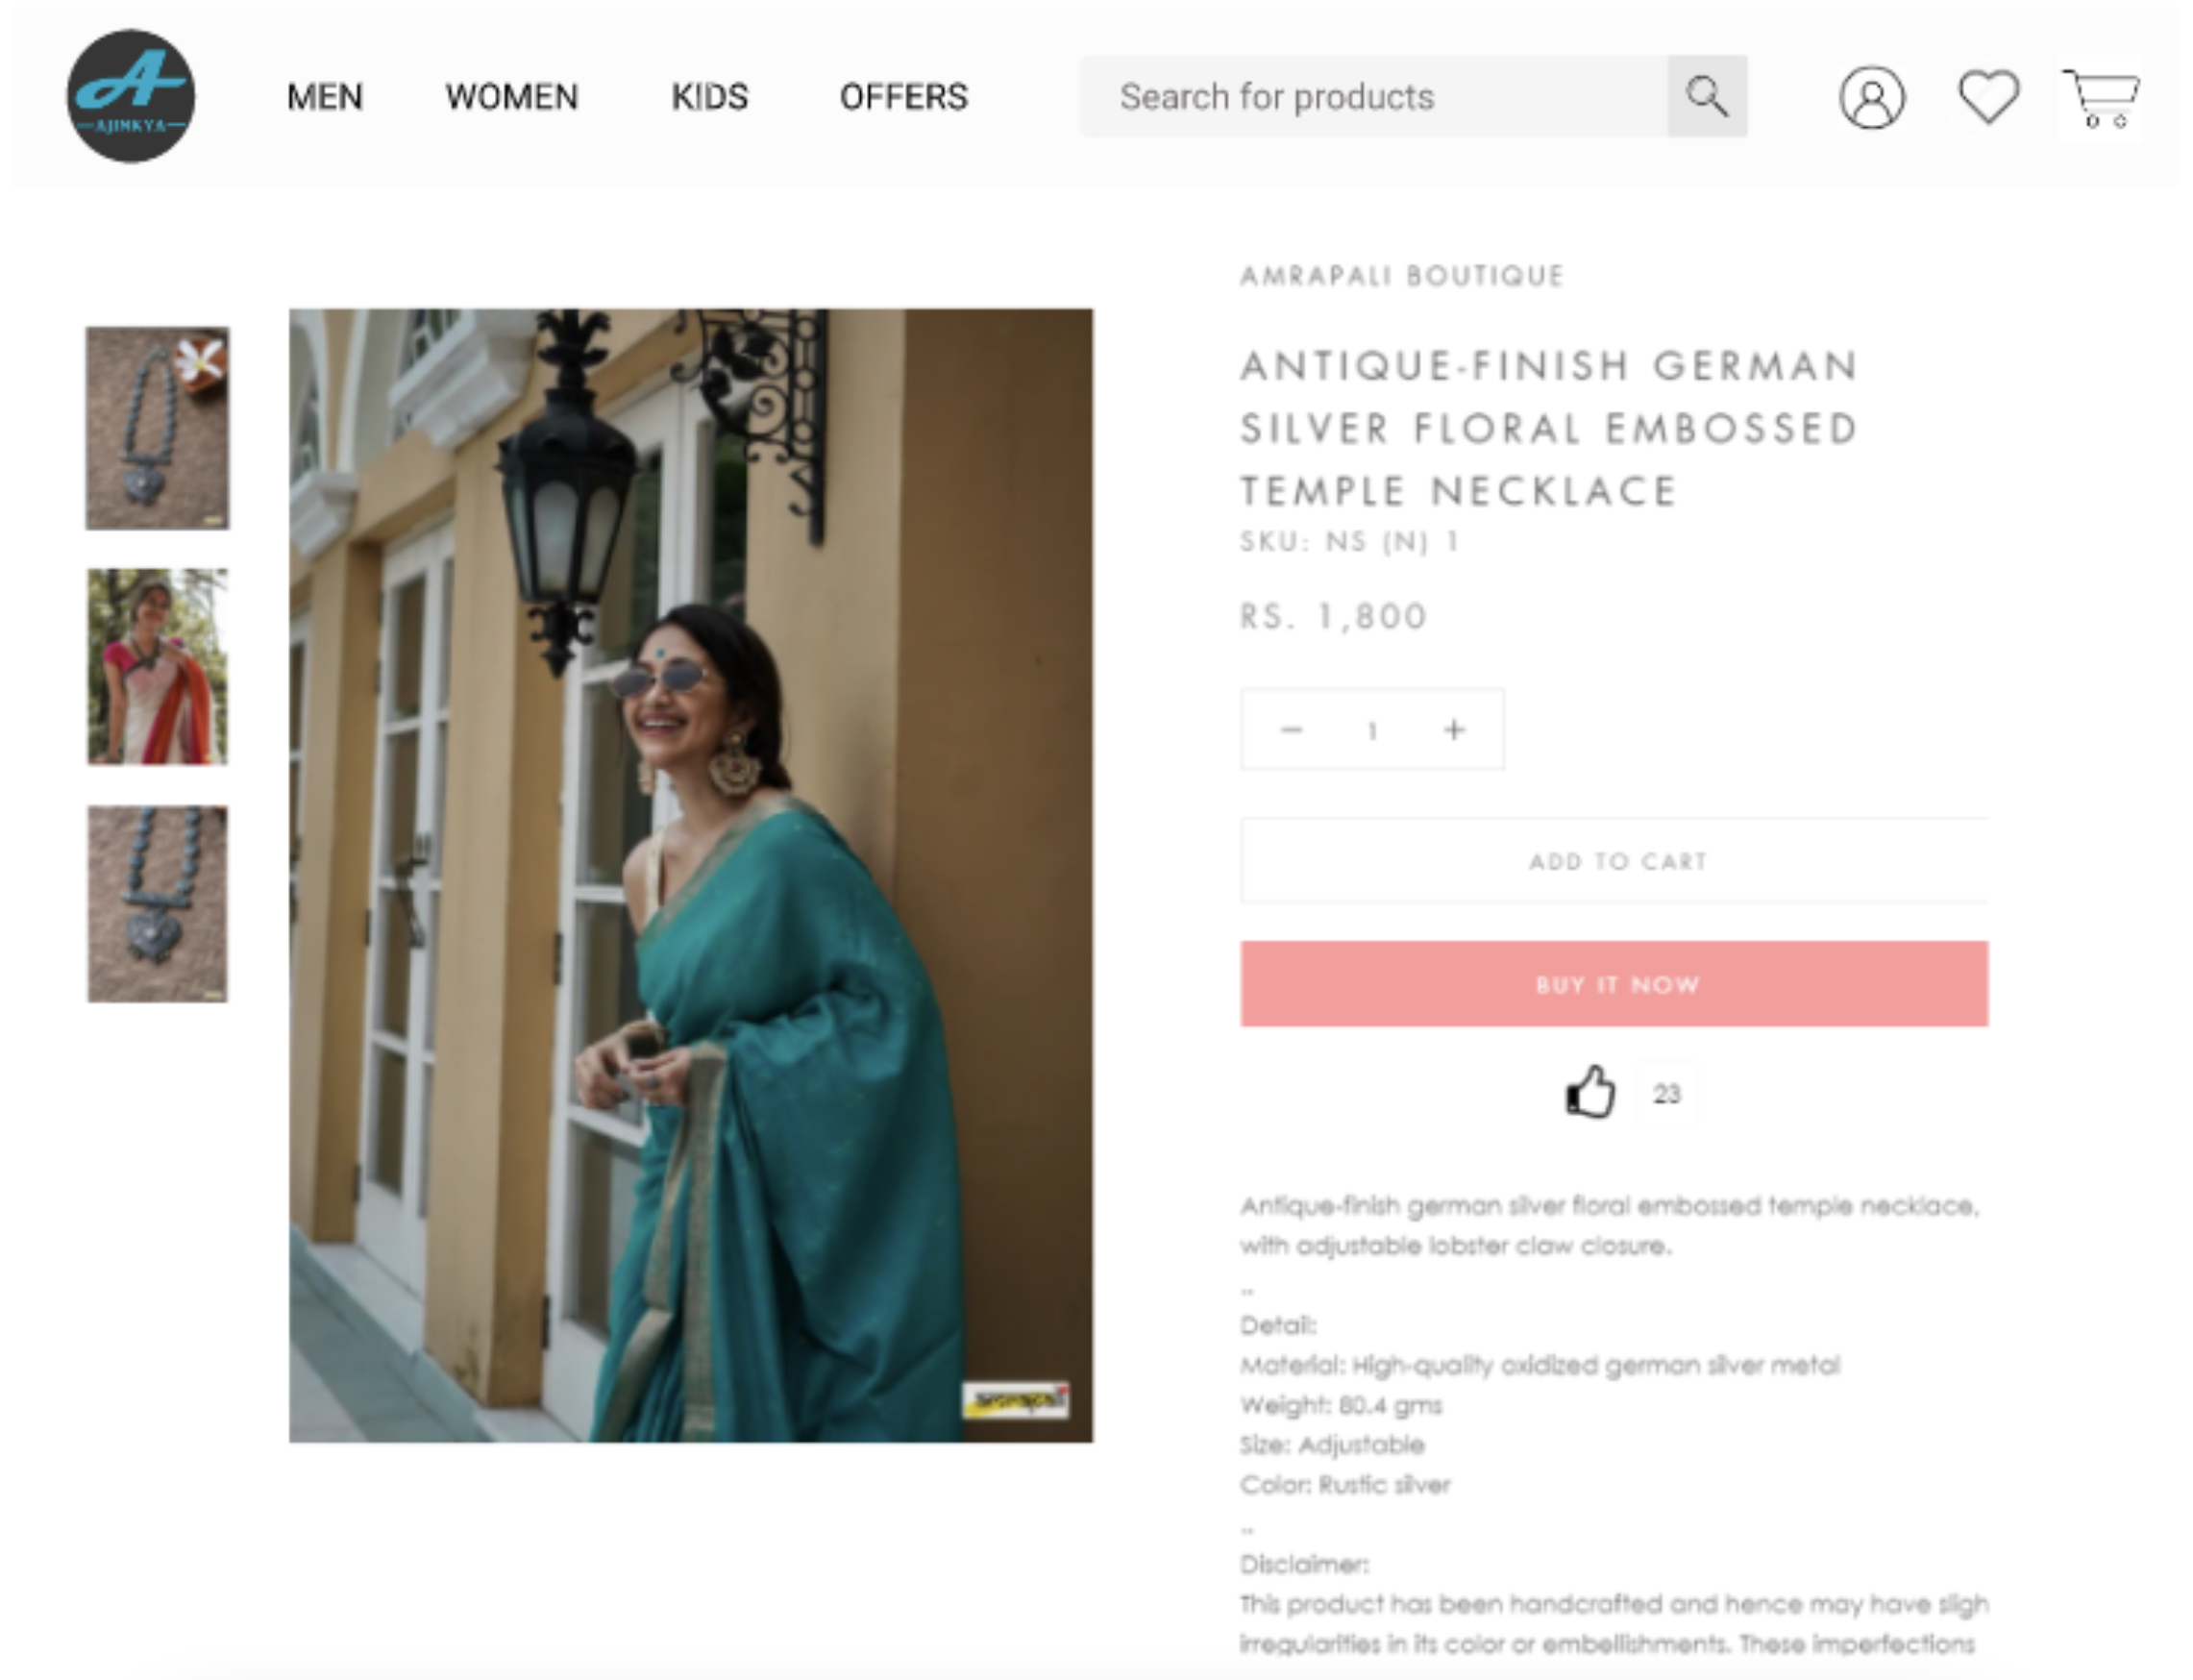 A
AJINKYA
MEN
WOMEN
KIDS
OFFERS
Search for products
AMRAPALI BOUTIQUE
ANTIQUE-FINISH GERMAN
SILVER FLORAL EMBOSSED
TEMPLE NECKLACE
SKU: NS (N) 1
RS. 1,800
− 1 +
ADD TO CART
BUY IT NOW
23
Antique-finish german silver floral embossed temple necklace,
with adjustable lobster claw closure.
..
Detail:
Material: High-quality oxidized german silver metal
Weight: 80.4 gms
Size: Adjustable
Color: Rustic silver
..
Disclaimer:
This product has been handcrafted and hence may have sligh
irregularities in its color or embellishments. These imperfections